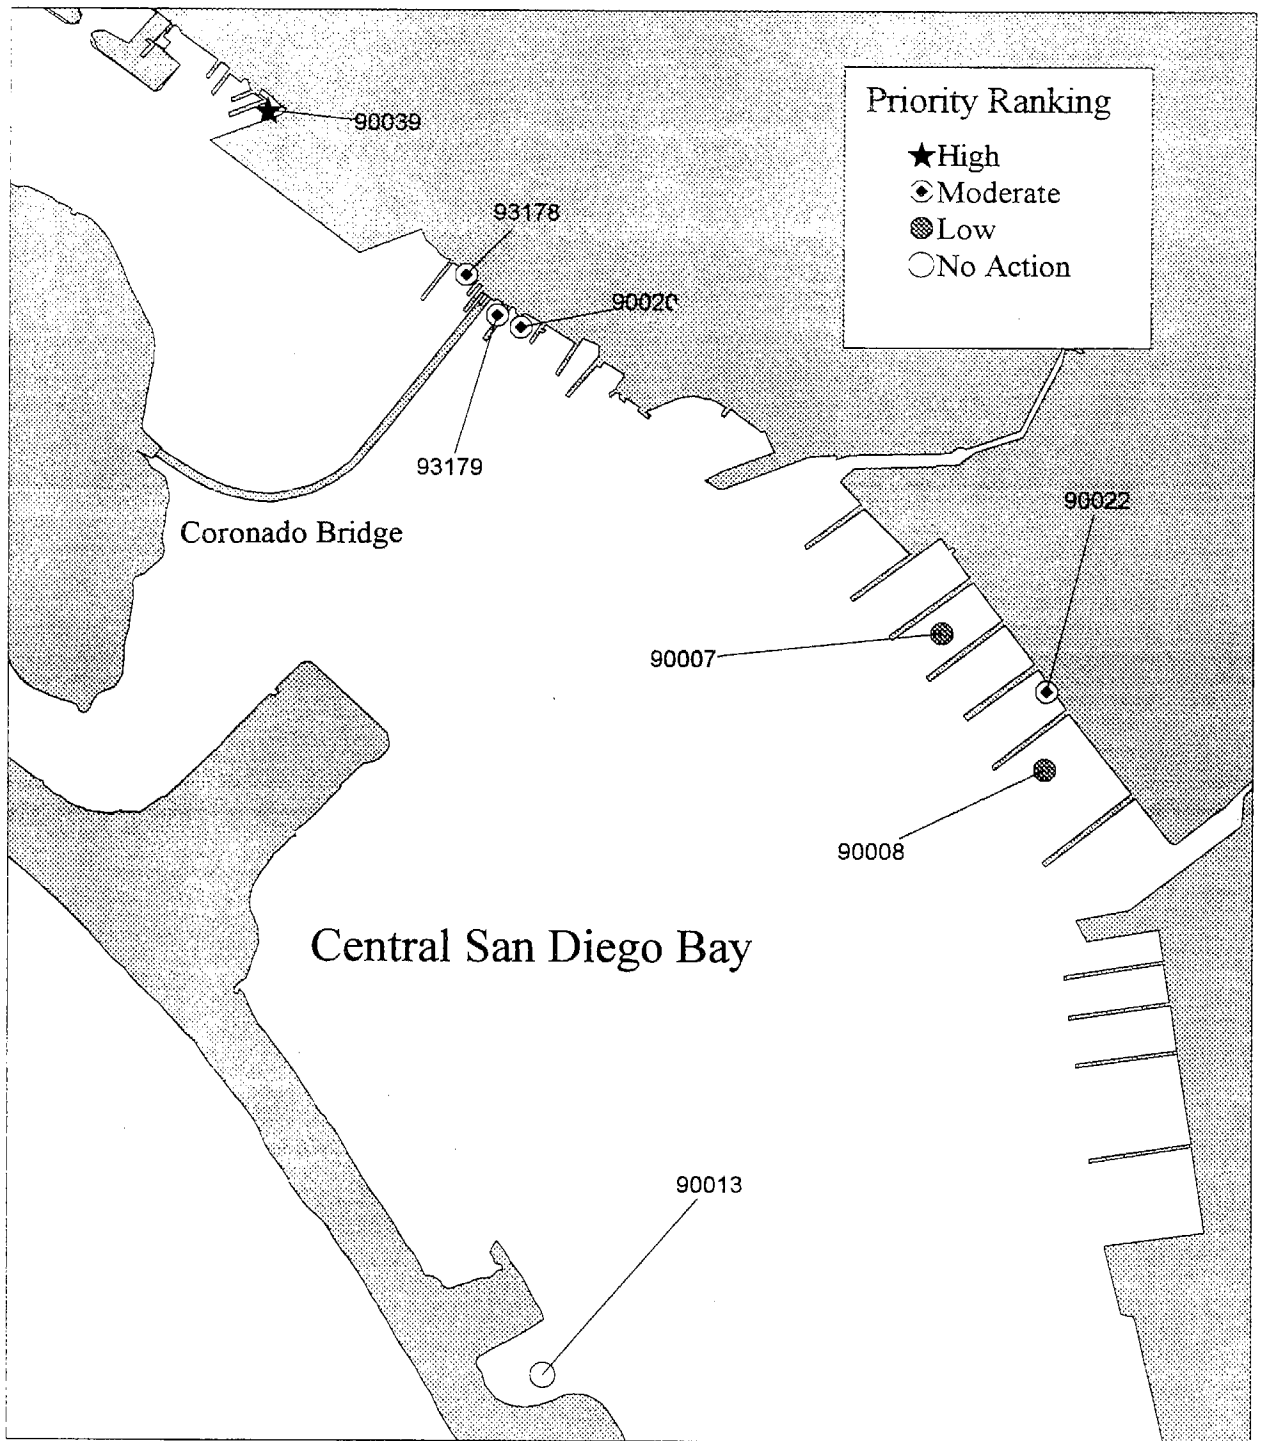 Priority Ranking
High
Moderate
Low
No Action
90039
93178
90020
93179
90022
Coronado Bridge
90007
90008
Central San Diego Bay
90013